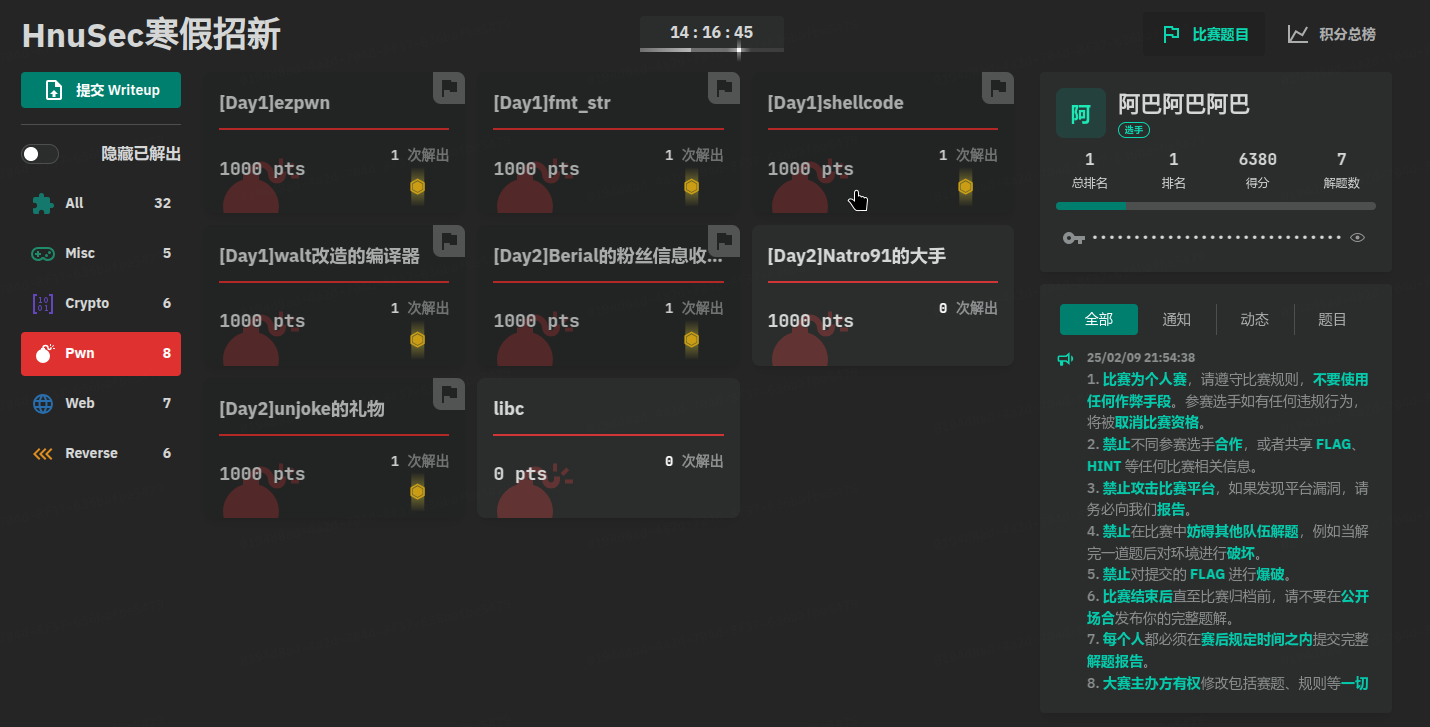 HnuSec寒假招新
14 : 16 : 45
比赛题目
积分总榜
提交 Writeup
隐藏已解出
All 32
Misc 5
Crypto 6
Pwn 8
Web 7
Reverse 6
[Day1]ezpwn
1 次解出
1000 pts
[Day1]fmt_str
1 次解出
1000 pts
[Day1]shellcode
1 次解出
1000 pts
[Day1]walt改造的编译器
1 次解出
1000 pts
[Day2]Berial的粉丝信息收...
1 次解出
1000 pts
[Day2]Natro91的大手
0 次解出
1000 pts
[Day2]unjoke的礼物
1 次解出
1000 pts
libc
0 次解出
0 pts
阿
阿巴阿巴阿巴
选手
1 1 6380 7
总排名 排名 得分 解题数
全部 通知 动态 题目
25/02/09 21:54:38
1. 比赛为个人赛，请遵守比赛规则，不要使用
任何作弊手段。参赛选手如有任何违规行为，
将被取消比赛资格。
2. 禁止不同参赛选手合作，或者共享 FLAG、
HINT 等任何比赛相关信息。
3. 禁止攻击比赛平台，如果发现平台漏洞，请
务必向我们报告。
4. 禁止在比赛中妨碍其他队伍解题，例如当解
完一道题后对环境进行破坏。
5. 禁止对提交的 FLAG 进行爆破。
6. 比赛结束后直至比赛归档前，请不要在公开
场合发布你的完整题解。
7. 每个人都必须在赛后规定时间之内提交完整
解题报告。
8. 大赛主办方有权修改包括赛题、规则等一切